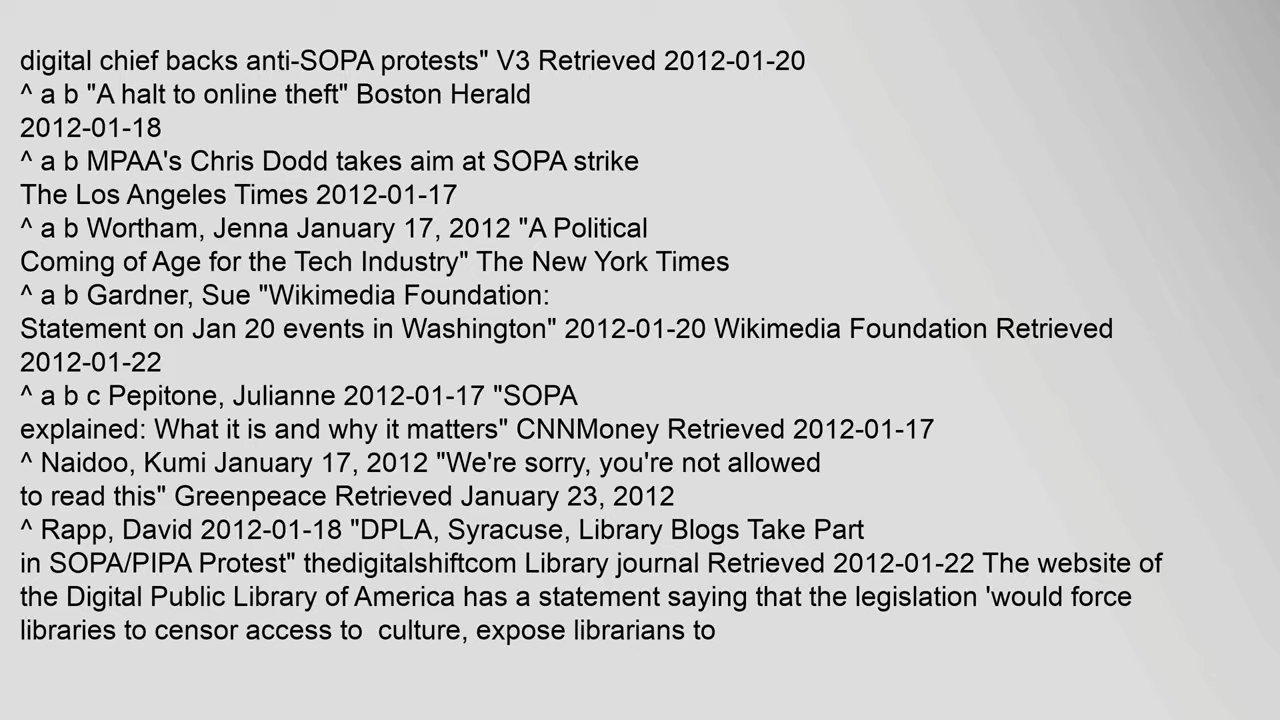 digital chief backs anti-SOPA protests" V3 Retrieved 2012-01-20
^ a b "A halt to online theft" Boston Herald
2012-01-18
^ a b MPAA's Chris Dodd takes aim at SOPA strike
The Los Angeles Times 2012-01-17
^ a b Wortham, Jenna January 17, 2012 "A Political
Coming of Age for the Tech Industry" The New York Times
^ a b Gardner, Sue "Wikimedia Foundation:
Statement on Jan 20 events in Washington" 2012-01-20 Wikimedia Foundation Retrieved
2012-01-22
^ a b c Pepitone, Julianne 2012-01-17 "SOPA
explained: What it is and why it matters" CNNMoney Retrieved 2012-01-17
^ Naidoo, Kumi January 17, 2012 "We're sorry, you're not allowed
to read this" Greenpeace Retrieved January 23, 2012
^ Rapp, David 2012-01-18 "DPLA, Syracuse, Library Blogs Take Part
in SOPA/PIPA Protest" thedigitalshiftcom Library journal Retrieved 2012-01-22 The website of
the Digital Public Library of America has a statement saying that the legislation 'would force
libraries to censor access to  culture, expose librarians to